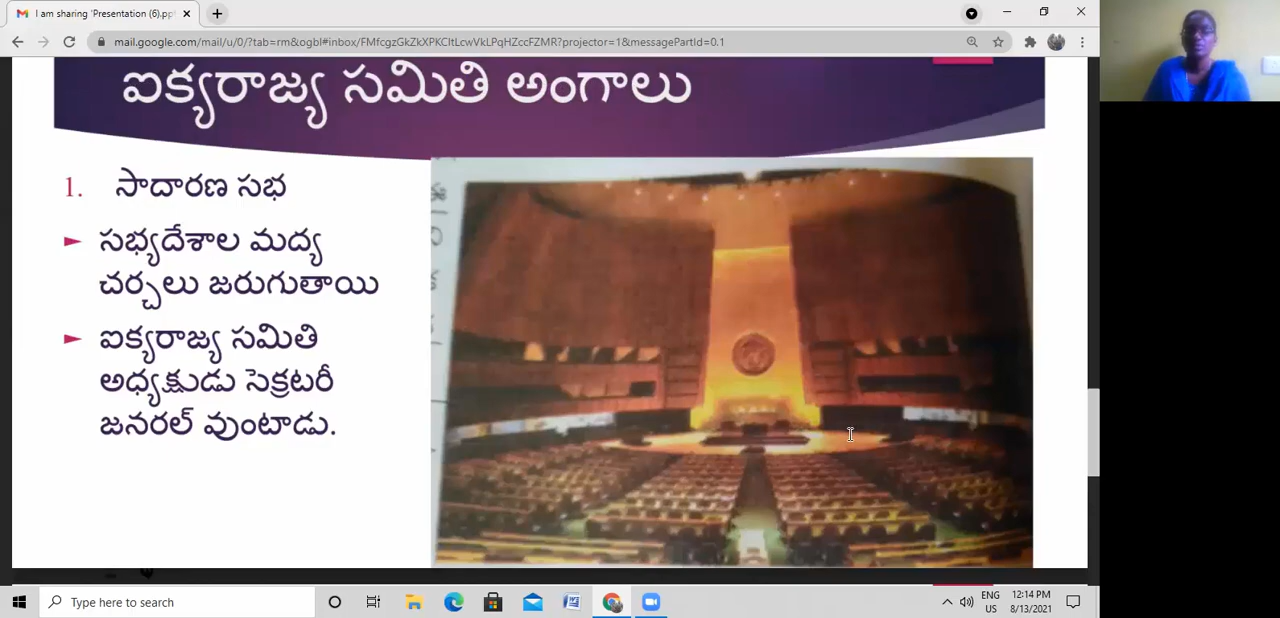 I am sharing 'Presentation (6).pp
mail.google.com/mail/u/0/?tab=rm&ogbl#inbox/FMfcgzGkZkXPKCltLcwVkLPqHZccFZMR?projector=1&messagePartId=0.1
ఐక్యరాజ్య సమితి అంగాలు
1. సాదారణ సభ
సభ్యదేశాల మద్య
చర్చలు జరుగుతాయి
ఐక్యరాజ్య సమితి
అధ్యక్షుడు సెక్రటరీ
జనరల్ వుంటాడు.
Type here to search
ENG
US
12:14 PM
8/13/2021